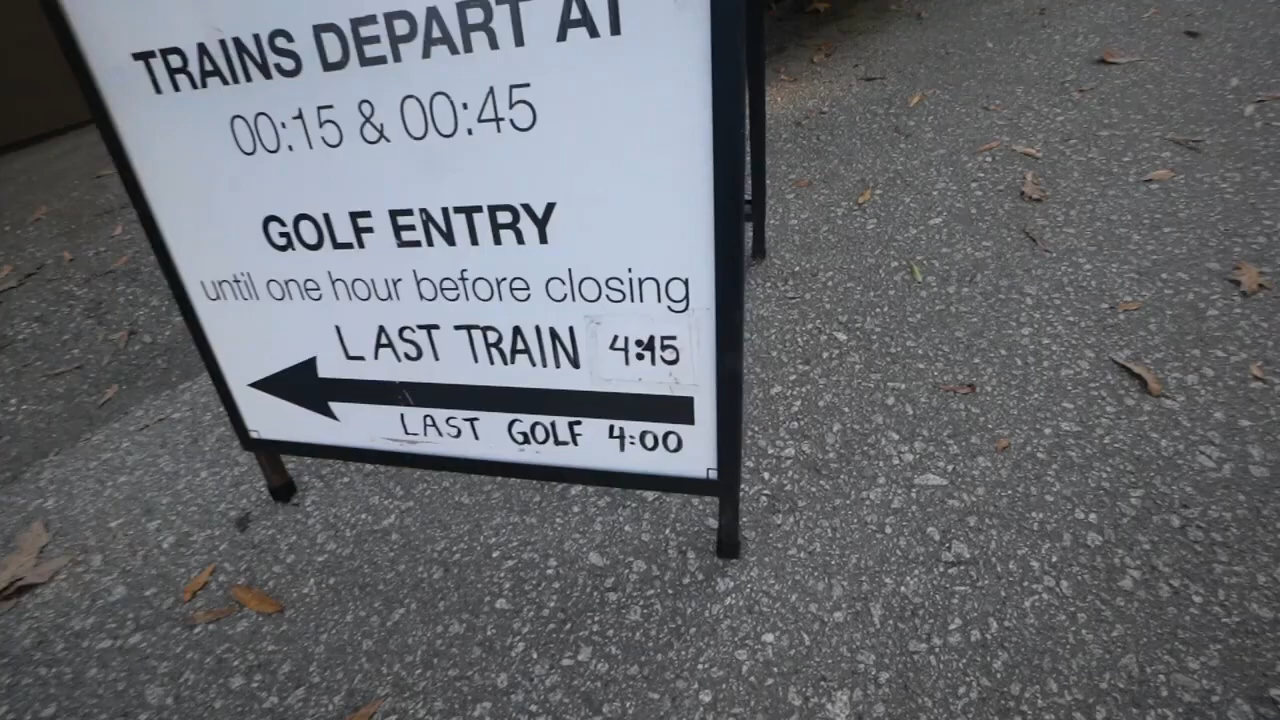 TRAINS DEPART AT
00:15 & 00:45
GOLF ENTRY
until one hour before closing
LAST TRAIN 4:15
LAST GOLF 4:00